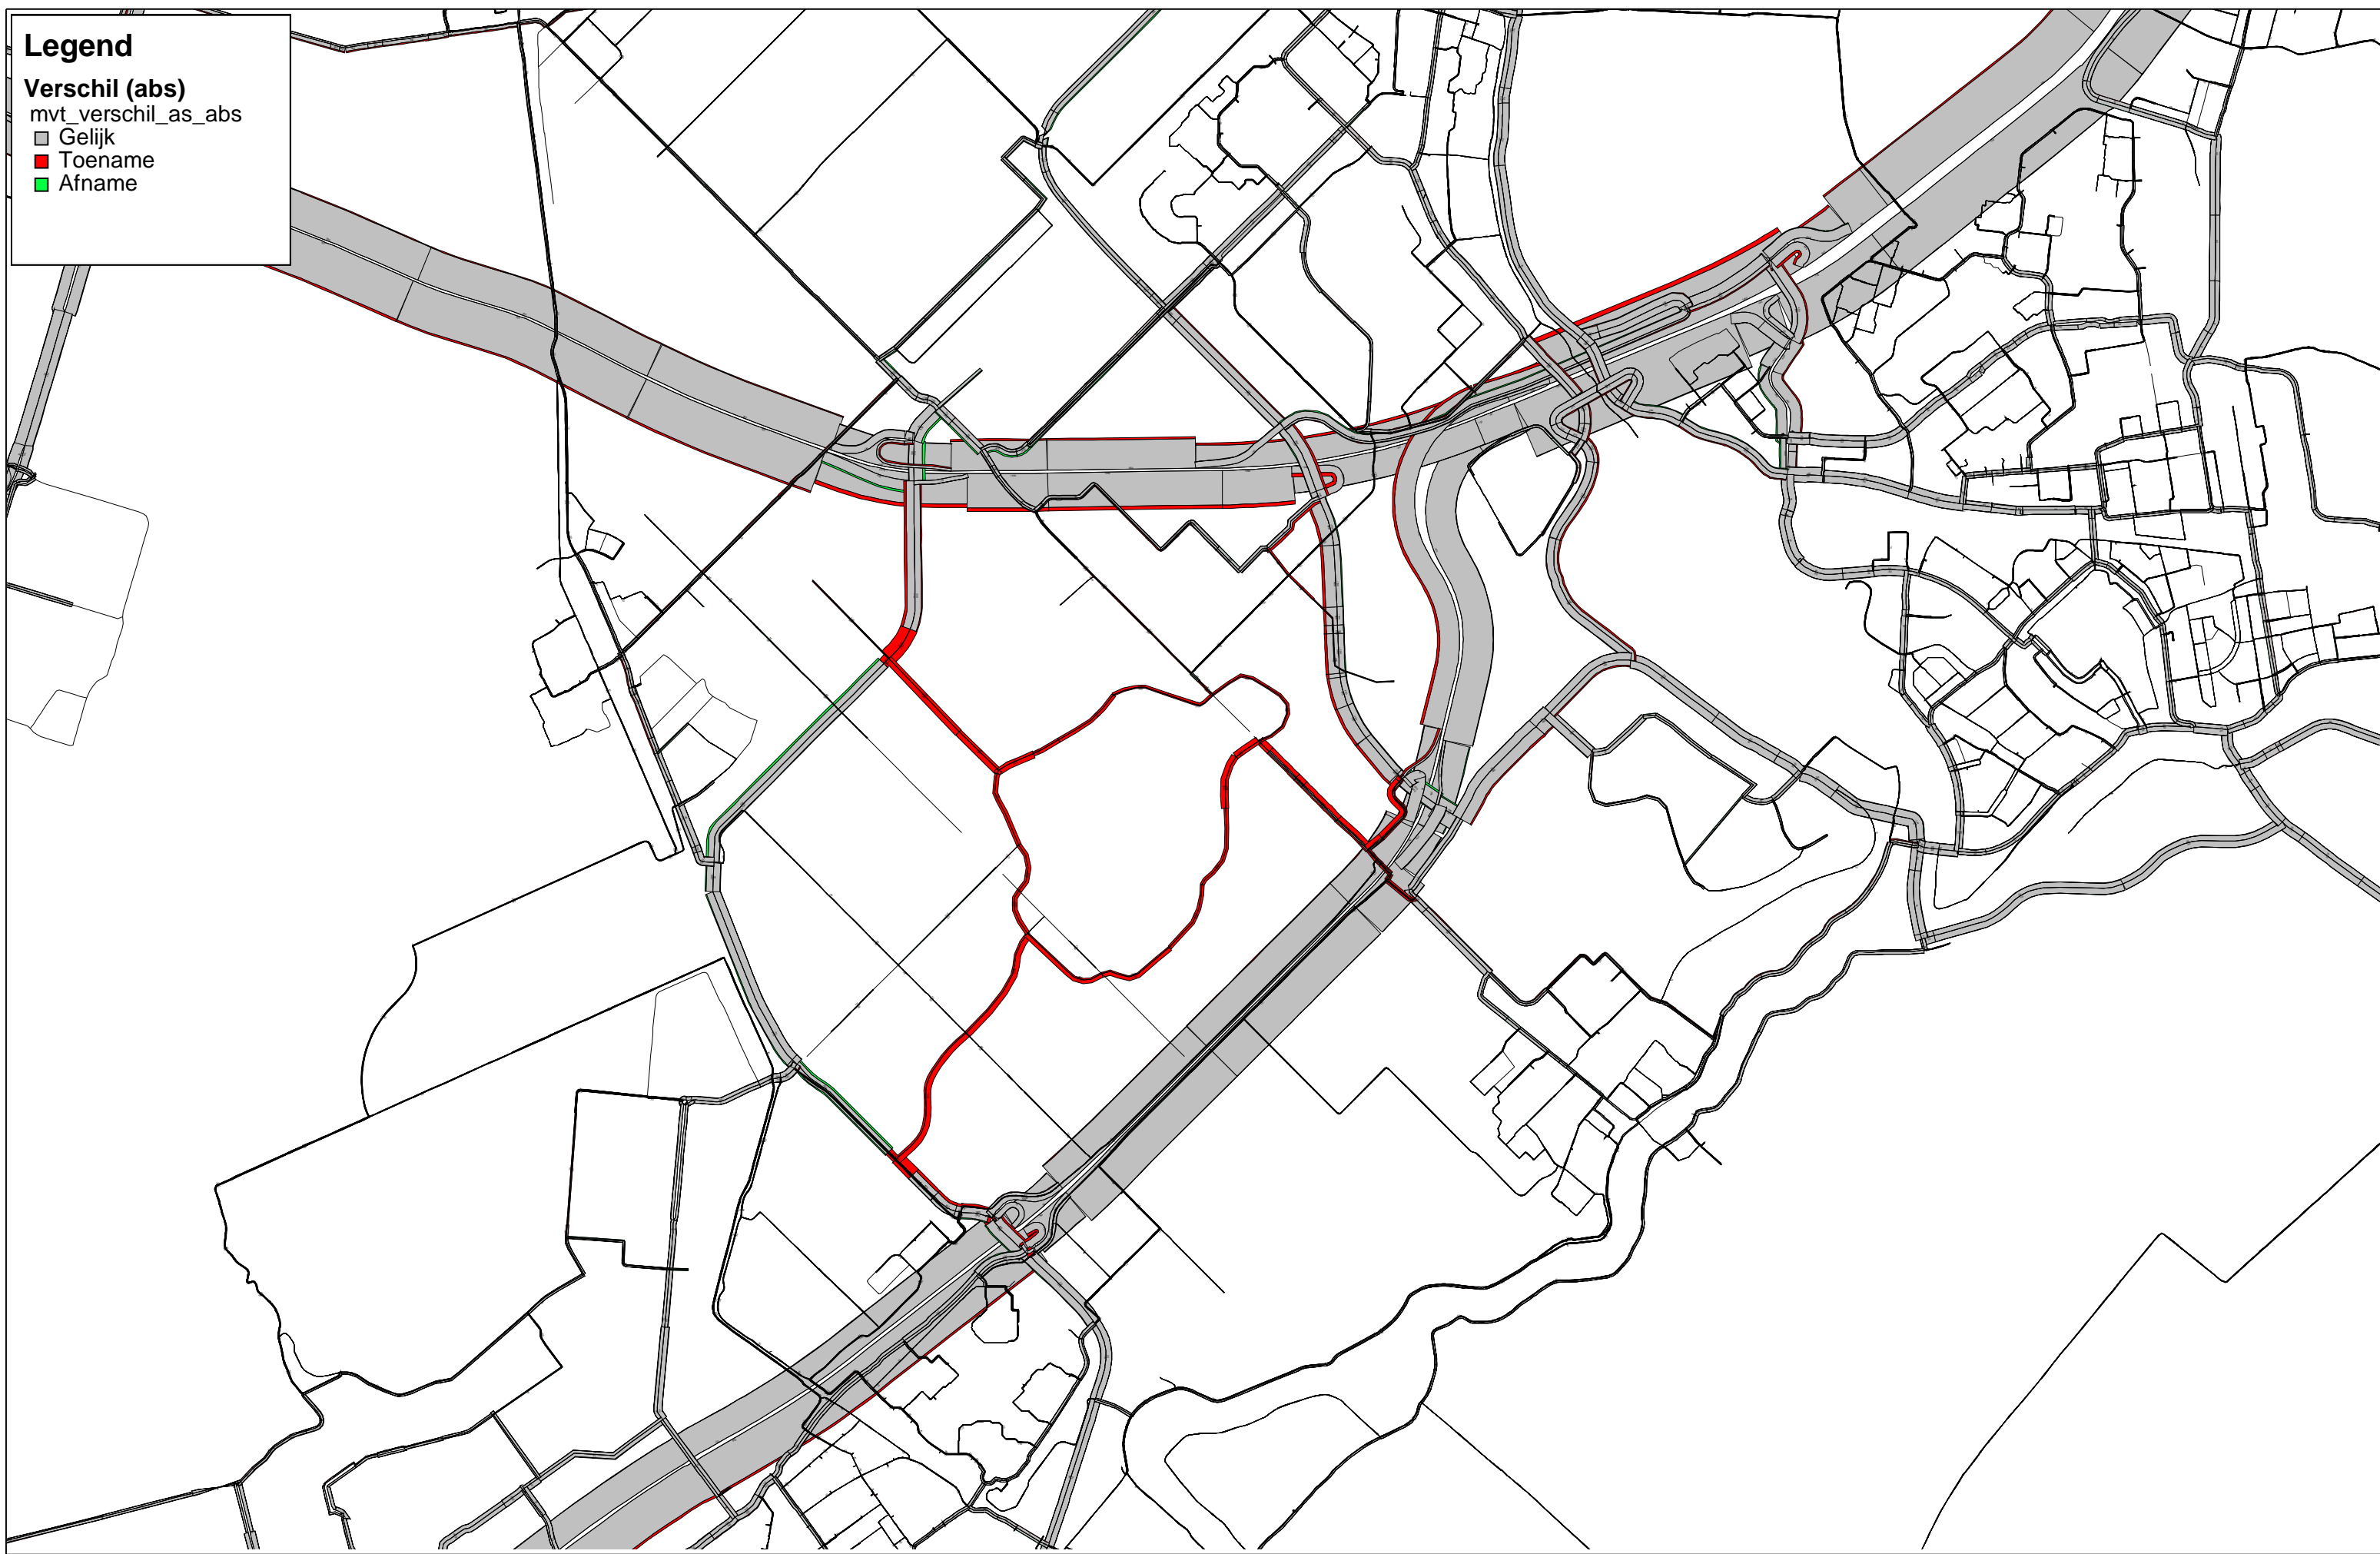 Legend
Verschil (abs)
mvt_verschil_as_abs
Gelijk
Toename
Afname